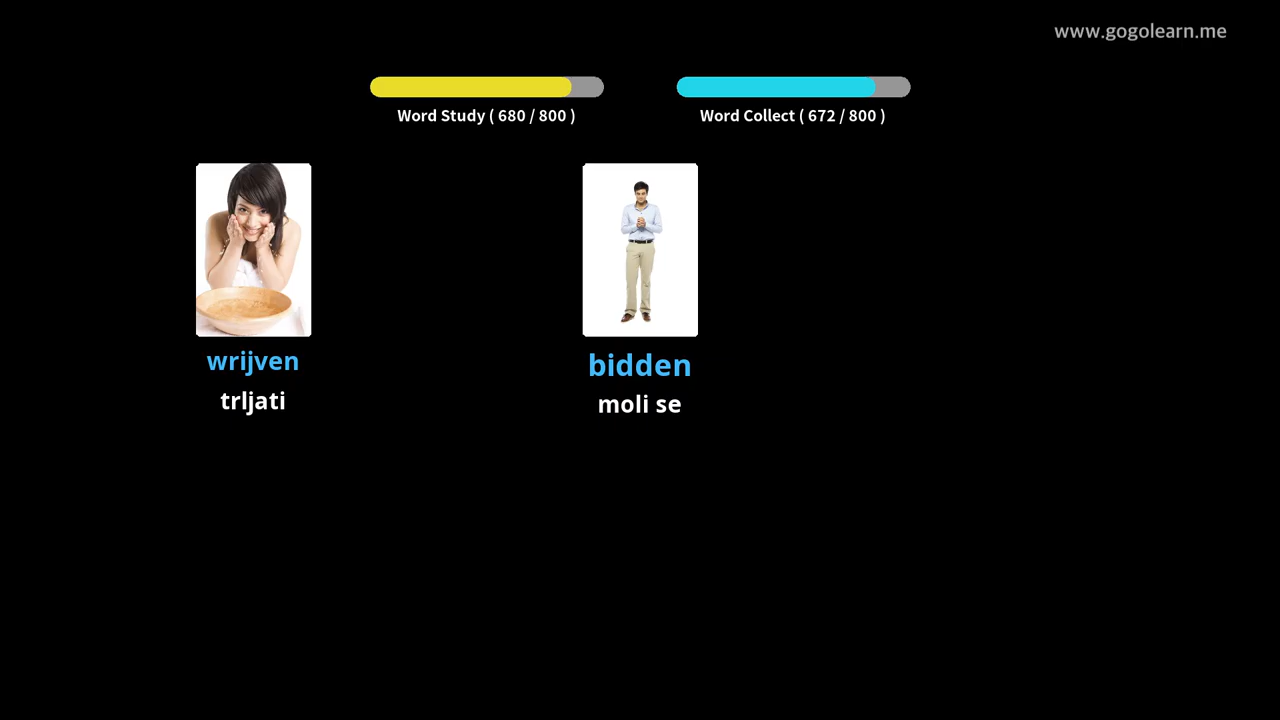 www.gogolearn.me
Word Study ( 680 / 800 )
Word Collect ( 672 / 800 )
wrijven
trljati
bidden
moli se